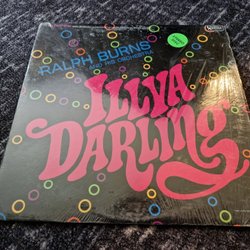 RALPH BURNS
AND HIS ORCHESTRA
ILLYA
DARLING